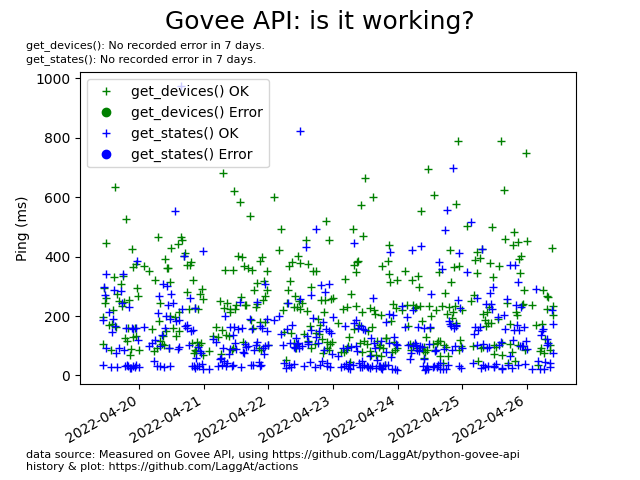 Govee API: is it working?
get_devices(): No recorded error in 7 days.
get_states(): No recorded error in 7 days.
get_devices() OK
get_devices() Error
get_states() OK
get_states() Error
Ping (ms)
1000
800
600
400
200
0
2022-04-20
2022-04-21
2022-04-22
2022-04-23
2022-04-24
2022-04-25
2022-04-26
data source: Measured on Govee API, using https://github.com/LaggAt/python-govee-api
history & plot: https://github.com/LaggAt/actions